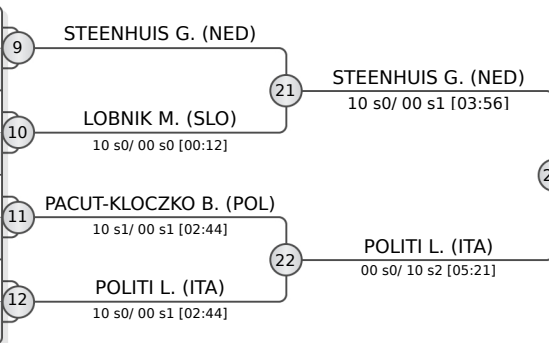 STEENHUIS G. (NED)
9
21
STEENHUIS G. (NED)
10 s0/ 00 s1 [03:56]
LOBNIK M. (SLO)
10
10 s0/ 00 s0 [00:12]
PACUT-KLOCZKO B. (POL)
11
10 s1/ 00 s1 [02:44]
22
POLITI L. (ITA)
00 s0/ 10 s2 [05:21]
POLITI L. (ITA)
12
10 s0/ 00 s1 [02:44]